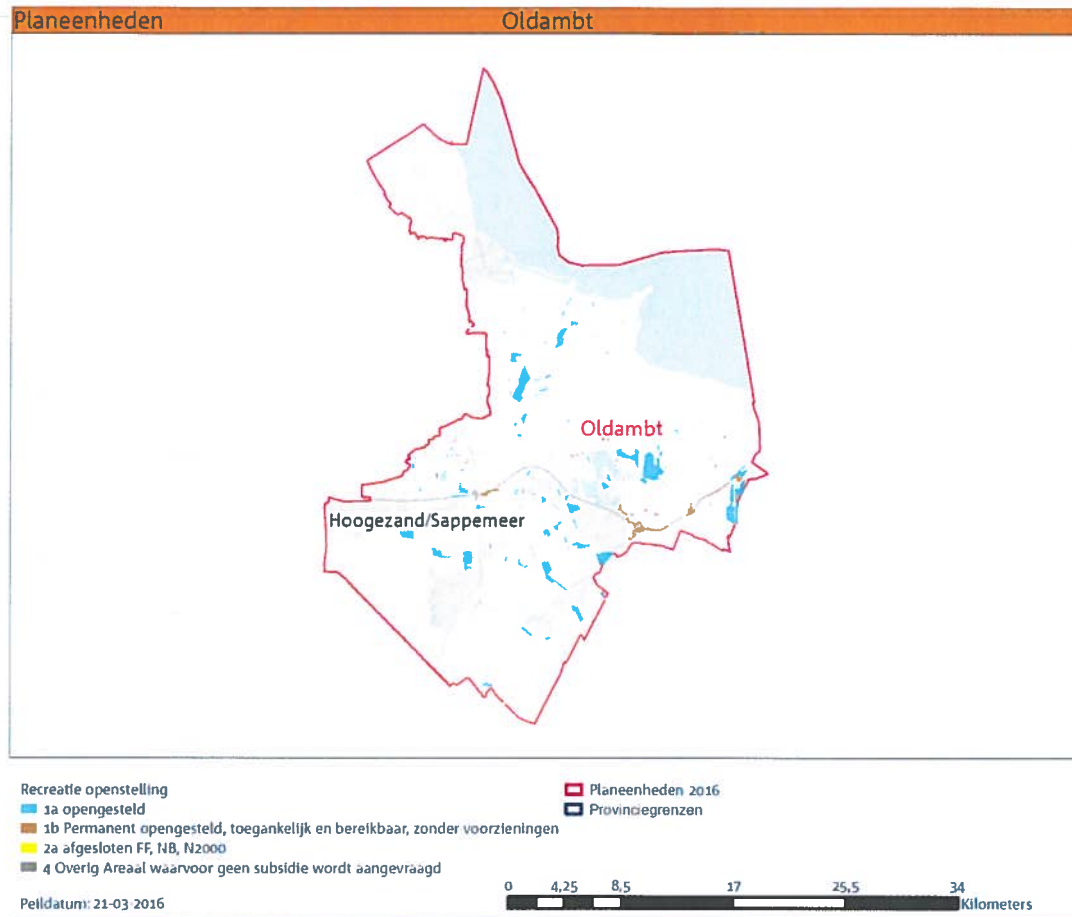 Planeenheden Oldambt
Oldambt
Hoogezand/Sappemeer
Recreatie openstelling
1a opengesteld
1b Permanent opengesteld, toegankelijk en bereikbaar, zonder voorzieningen
2a afgesloten FF, NB, N2000
4 Overig Areaal waarvoor geen subsidie wordt aangevraagd
Planeenheden 2016
Provinciegrenzen
Peildatum: 21-03-2016
0 4,25 8,5 17 25,5 34
Kilometers